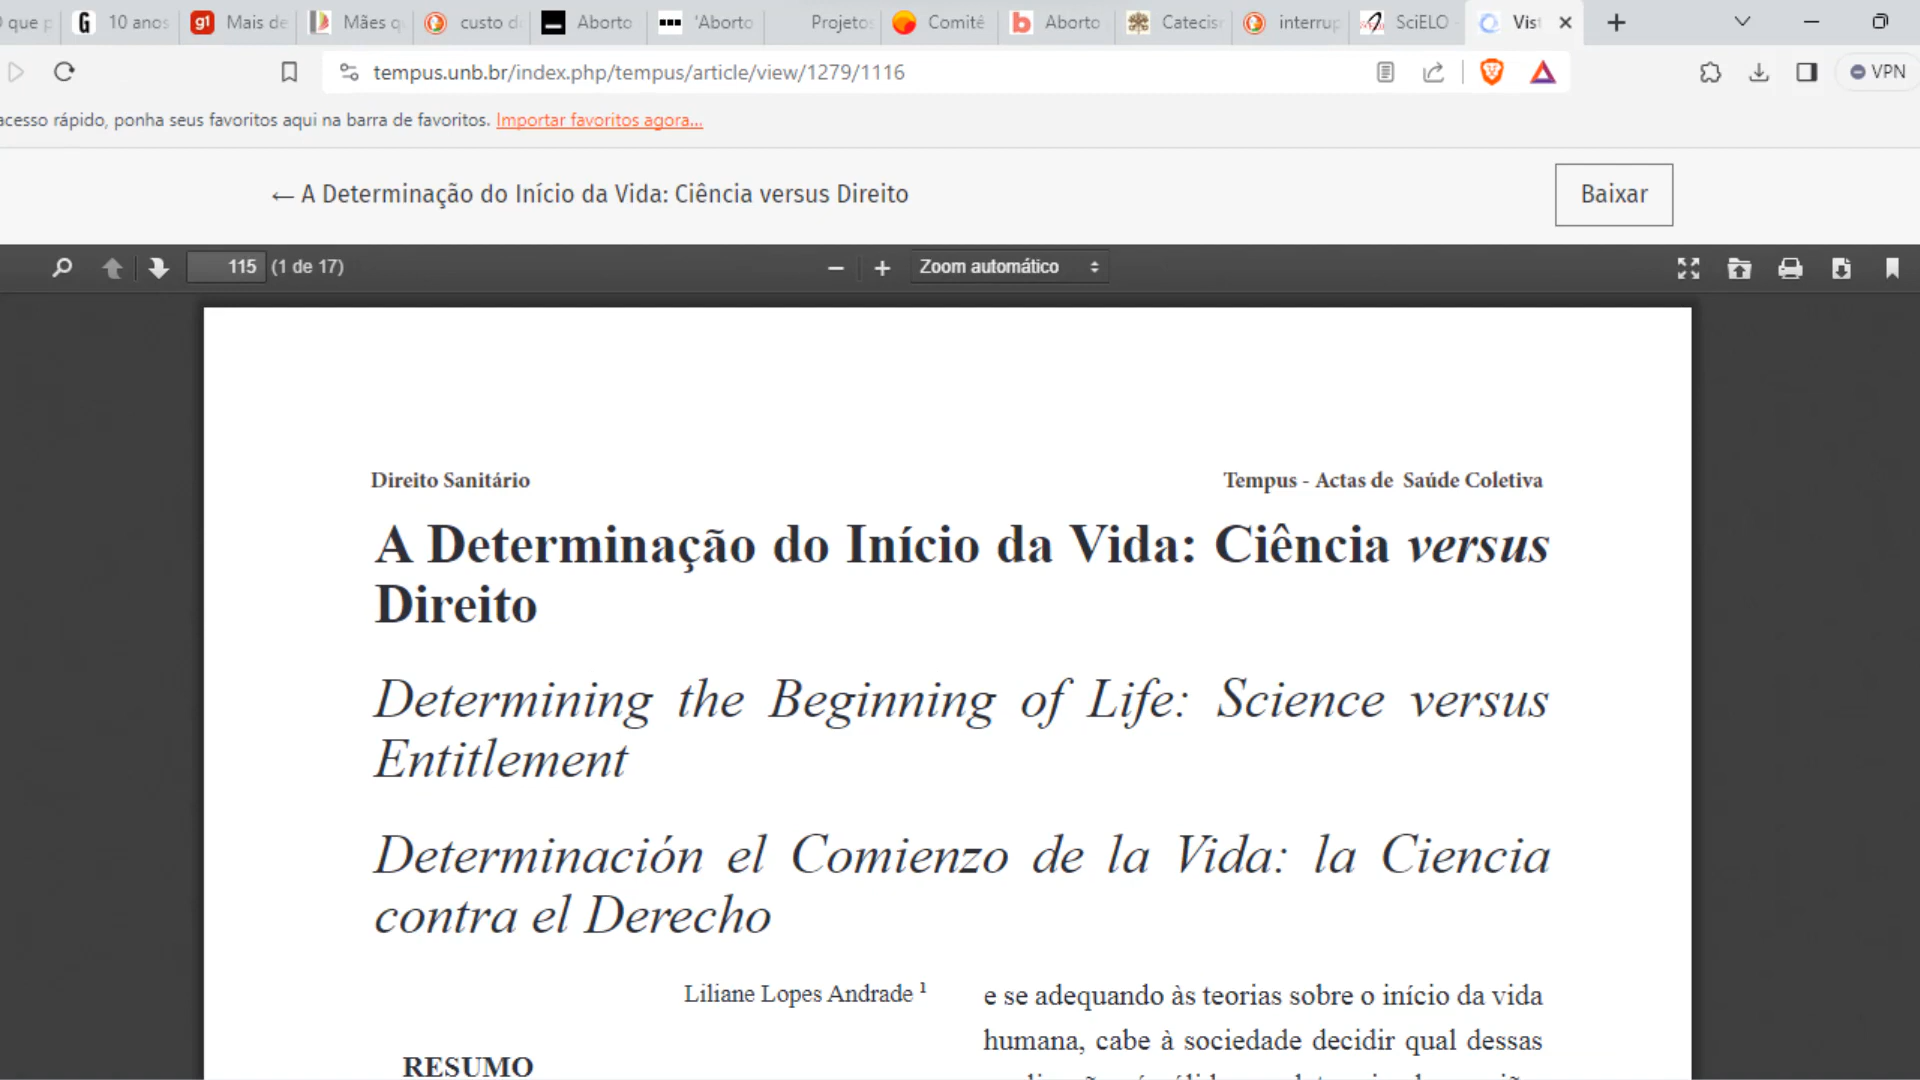 que p
10 anos
g1 Mais de
Mães q
custo d
Aborto
'Aborto
Projetos
Comitê
b Aborto
Catecis
interrup
SciELO -
Vis
tempus.unb.br/index.php/tempus/article/view/1279/1116
VPN
acesso rápido, ponha seus favoritos aqui na barra de favoritos. Importar favoritos agora...
← A Determinação do Início da Vida: Ciência versus Direito
Baixar
115 (1 de 17)
Zoom automático
Direito Sanitário
Tempus - Actas de Saúde Coletiva
A Determinação do Início da Vida: Ciência versus
Direito
Determining the Beginning of Life: Science versus
Entitlement
Determinación el Comienzo de la Vida: la Ciencia
contra el Derecho
Liliane Lopes Andrade 1
RESUMO
e se adequando às teorias sobre o início da vida
humana, cabe à sociedade decidir qual dessas